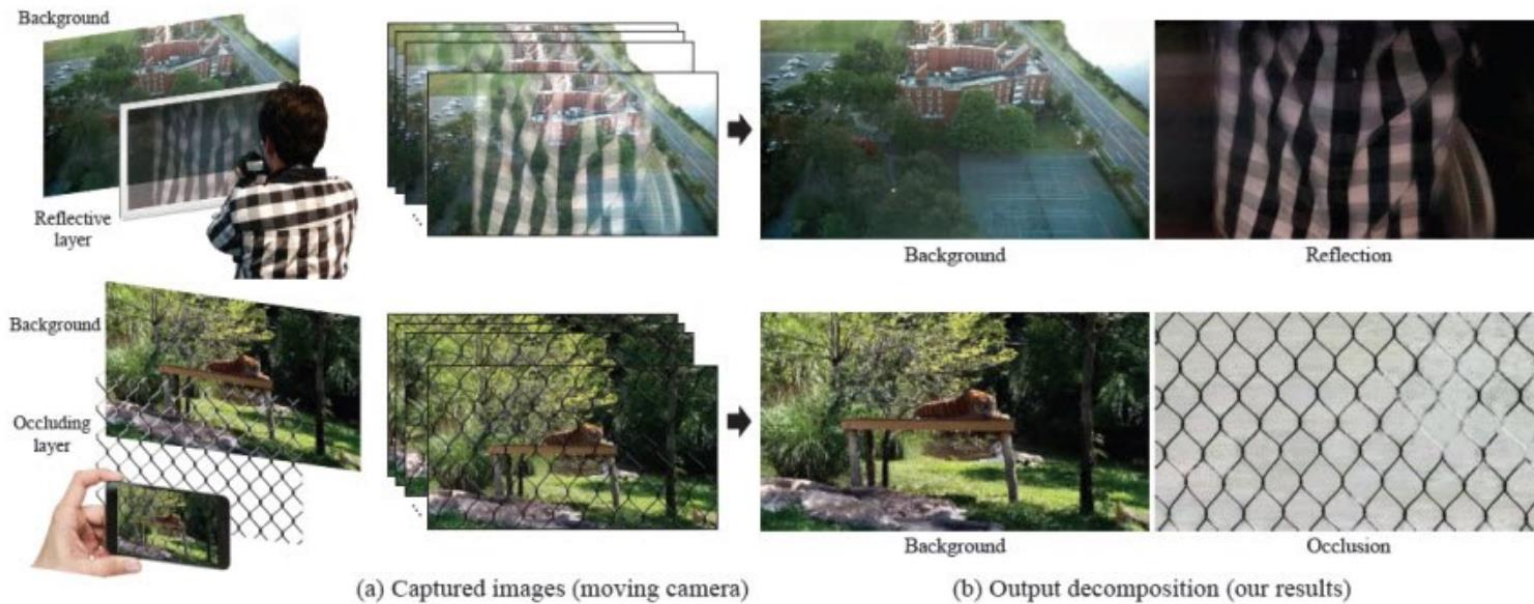 Background
Reflective
layer
Background
Reflection
Background
Occluding
layer
Background
Occlusion
(a) Captured images (moving camera)
(b) Output decomposition (our results)